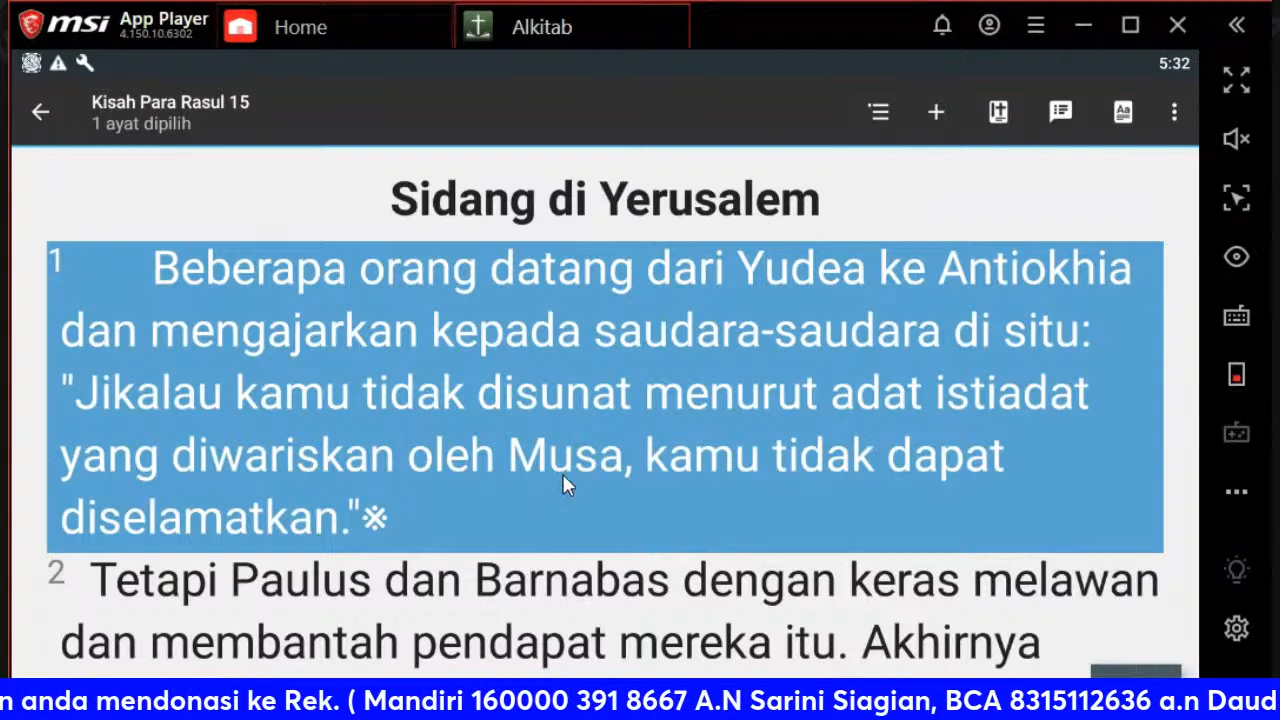 msi App Player
4.150.10.6302
Home
Alkitab
5:32
Kisah Para Rasul 15
1 ayat dipilih
Sidang di Yerusalem
1 Beberapa orang datang dari Yudea ke Antiokhia
dan mengajarkan kepada saudara-saudara di situ:
"Jikalau kamu tidak disunat menurut adat istiadat
yang diwariskan oleh Musa, kamu tidak dapat
diselamatkan."※
2 Tetapi Paulus dan Barnabas dengan keras melawan
dan membantah pendapat mereka itu. Akhirnya
n anda mendonasi ke Rek. ( Mandiri 160000 391 8667 A.N Sarini Siagian, BCA 8315112636 a.n Daud